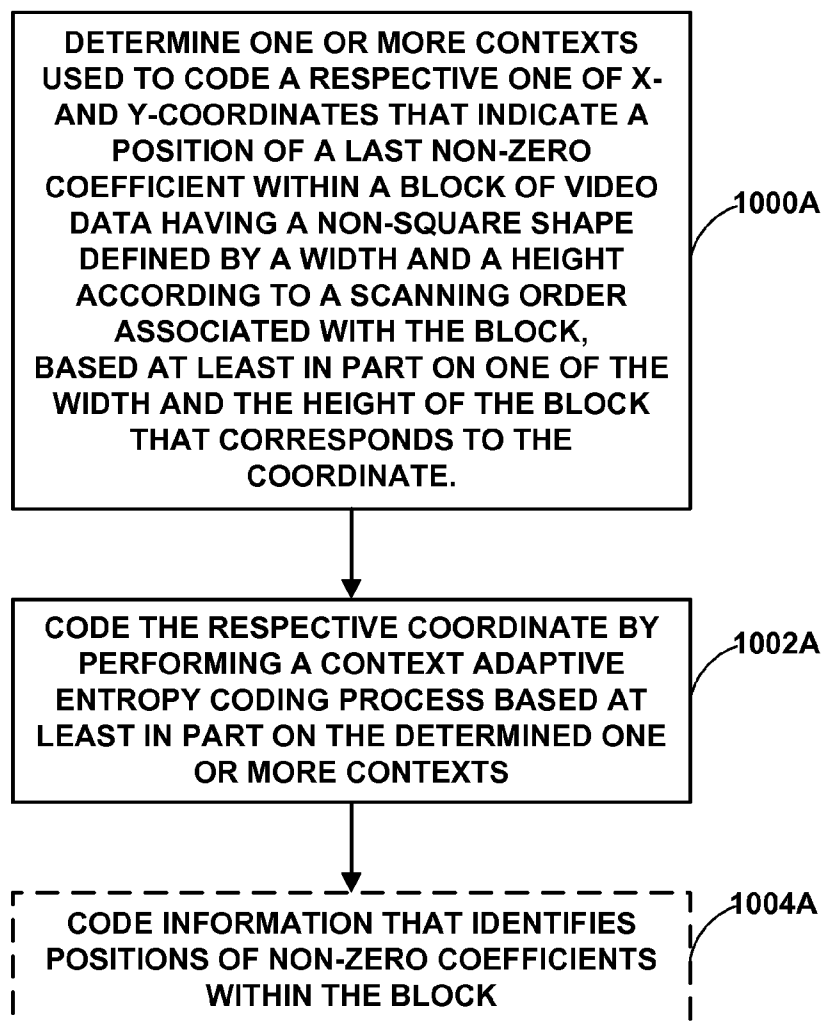 DETERMINE ONE OR MORE CONTEXTS
USED TO CODE A RESPECTIVE ONE OF X-
AND Y-COORDINATES THAT INDICATE A
POSITION OF A LAST NON-ZERO
COEFFICIENT WITHIN A BLOCK OF VIDEO
DATA HAVING A NON-SQUARE SHAPE
DEFINED BY A WIDTH AND A HEIGHT
ACCORDING TO A SCANNING ORDER
ASSOCIATED WITH THE BLOCK,
BASED AT LEAST IN PART ON ONE OF THE
WIDTH AND THE HEIGHT OF THE BLOCK
THAT CORRESPONDS TO THE
COORDINATE.
1000A
CODE THE RESPECTIVE COORDINATE BY
PERFORMING A CONTEXT ADAPTIVE
ENTROPY CODING PROCESS BASED AT
LEAST IN PART ON THE DETERMINED ONE
OR MORE CONTEXTS
1002A
CODE INFORMATION THAT IDENTIFIES
POSITIONS OF NON-ZERO COEFFICIENTS
WITHIN THE BLOCK
1004A